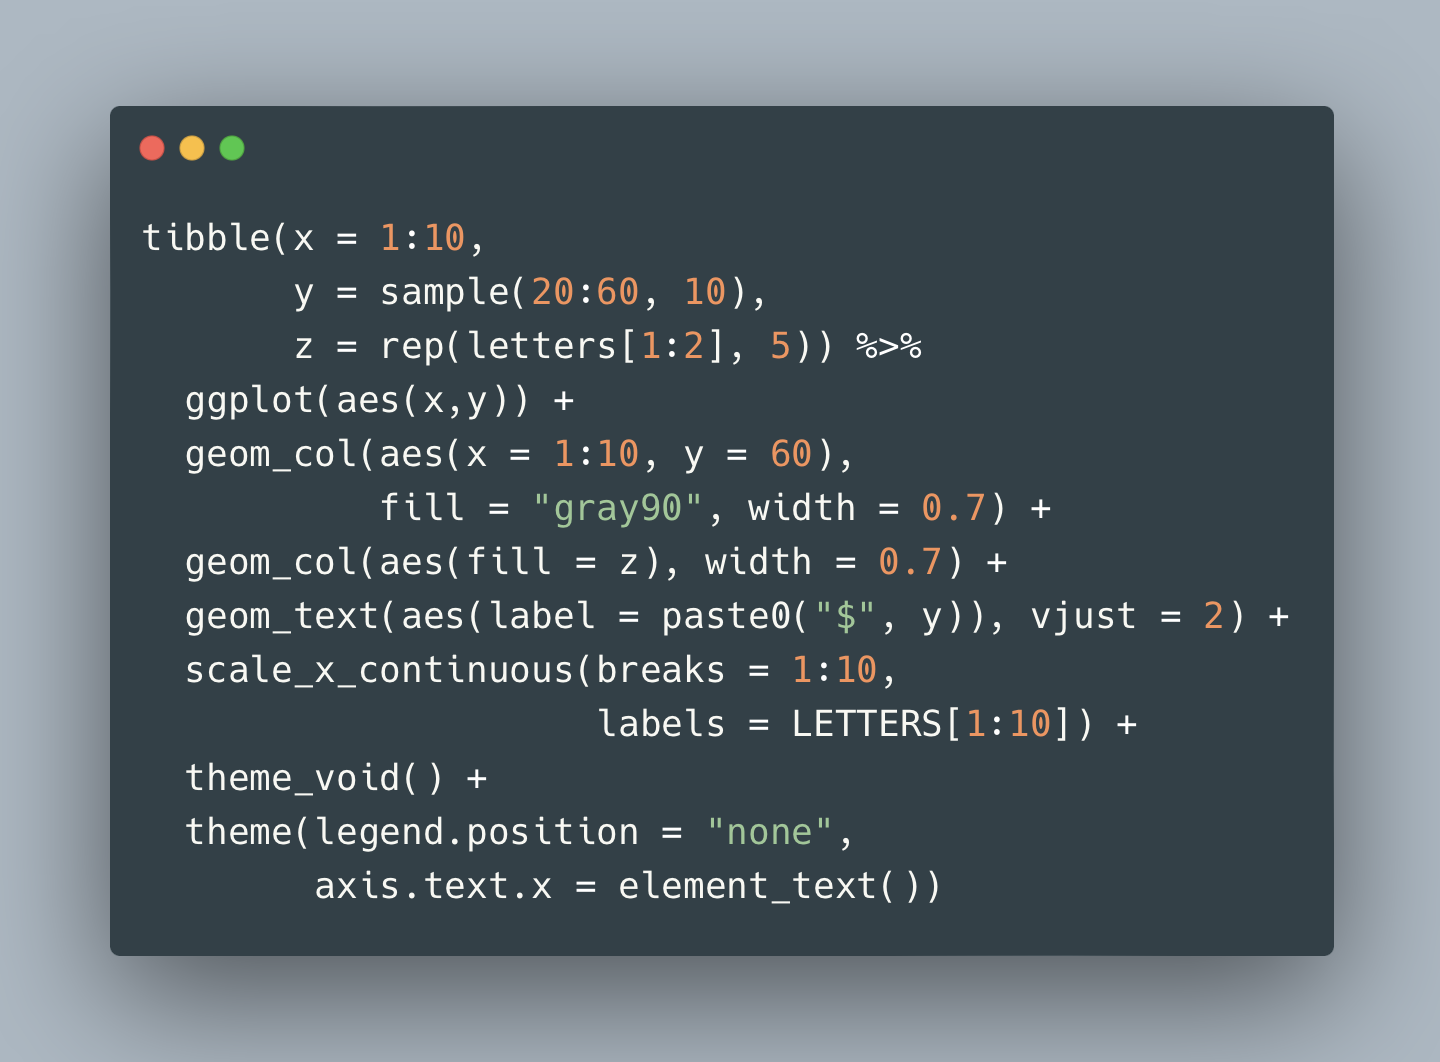 tibble(x = 1:10,
       y = sample(20:60, 10),
       z = rep(letters[1:2], 5)) %>%
  ggplot(aes(x,y)) +
  geom_col(aes(x = 1:10, y = 60),
           fill = "gray90", width = 0.7) +
  geom_col(aes(fill = z), width = 0.7) +
  geom_text(aes(label = paste0("$", y)), vjust = 2) +
  scale_x_continuous(breaks = 1:10,
                     labels = LETTERS[1:10]) +
  theme_void() +
  theme(legend.position = "none",
        axis.text.x = element_text())